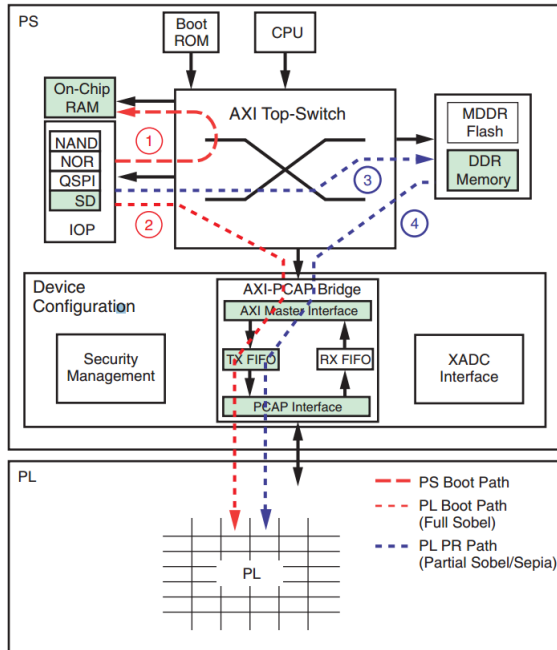 PS
Boot
ROM
CPU
On-Chip
RAM
AXI Top-Switch
MDDR
Flash
DDR
Memory
NAND
NOR
QSPI
SD
IOP
1
2
3
4
Device
Configuration
AXI-PCAP Bridge
AXI Master Interface
Security
Management
TX FIFO
RX FIFO
XADC
Interface
PCAP Interface
PL
PS Boot Path
PL Boot Path
(Full Sobel)
PL PR Path
(Partial Sobel/Sepia)
PL